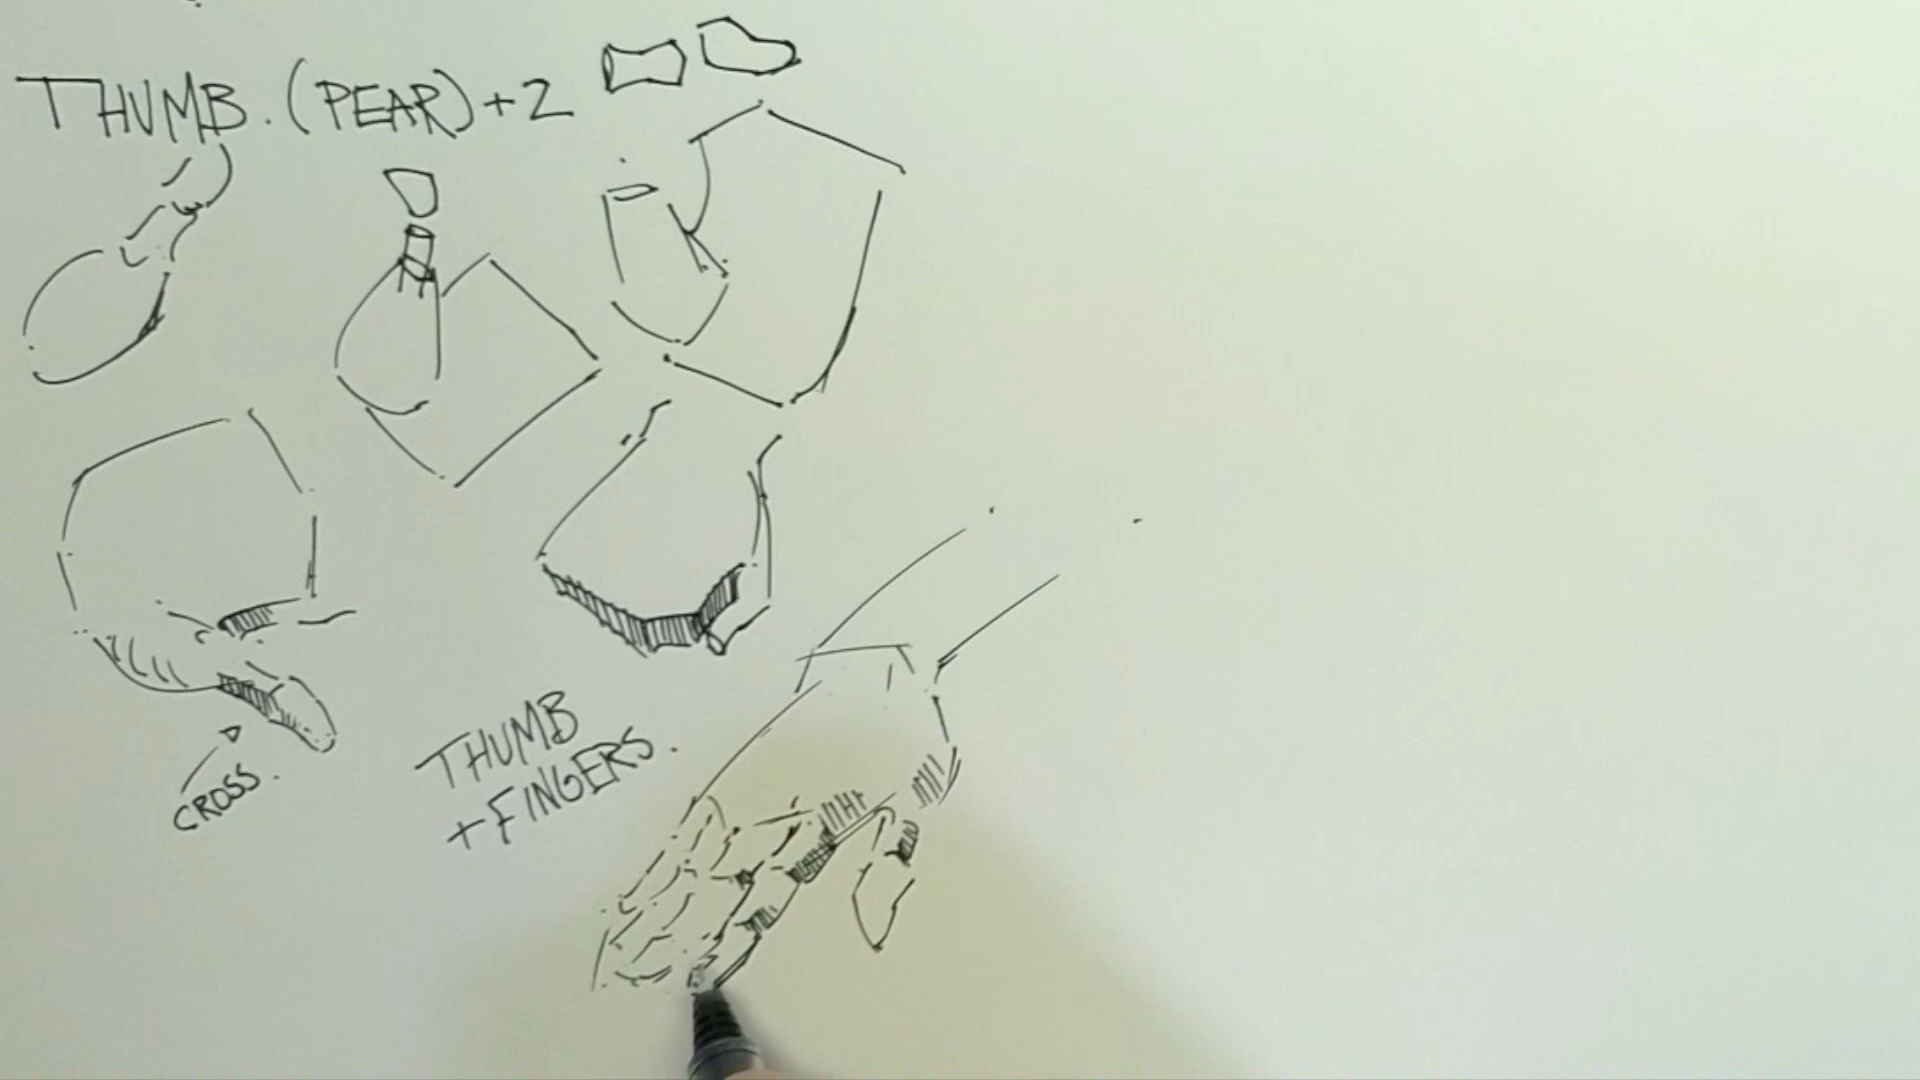 THUMB. (PEAR) + 2
THUMB
+ FINGERS.
CROSS.